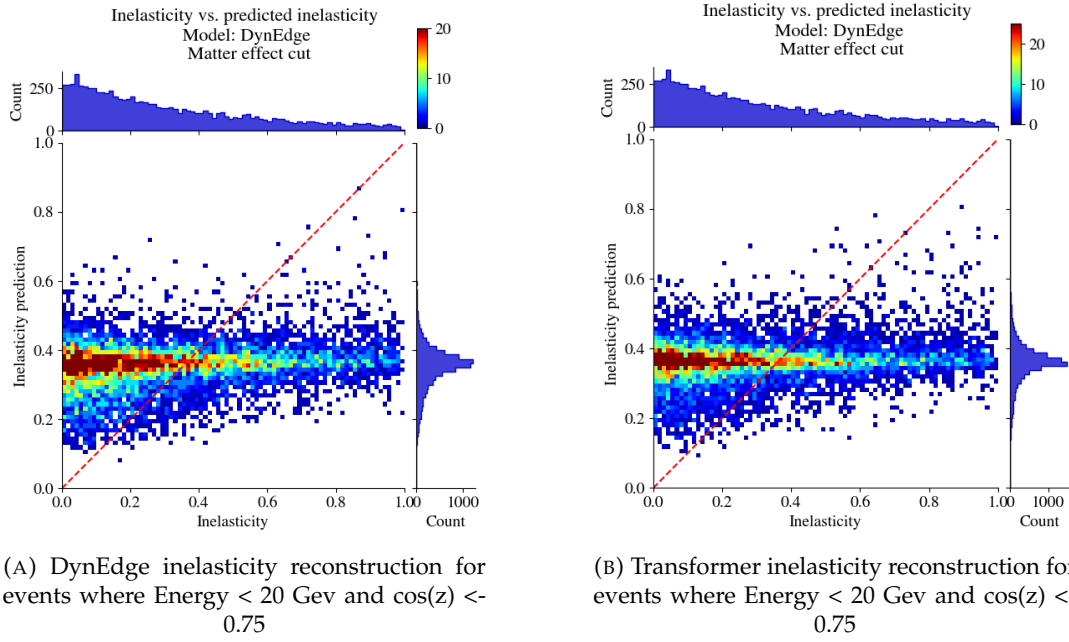 Inelasticity vs. predicted inelasticity
Model: DynEdge
Matter effect cut
20
10
0
Count
250
0
Inelasticity prediction
1.0
0.8
0.6
0.4
0.2
0.0
0.0 0.2 0.4 0.6 0.8 1.0
0 1000
Inelasticity
Count
(A) DynEdge inelasticity reconstruction for
events where Energy < 20 Gev and cos(z) <-
0.75
Inelasticity vs. predicted inelasticity
Model: DynEdge
Matter effect cut
20
10
0
Count
250
0
Inelasticity prediction
1.0
0.8
0.6
0.4
0.2
0.0
0.0 0.2 0.4 0.6 0.8 1.0
0 1000
Inelasticity
Count
(B) Transformer inelasticity reconstruction fo
events where Energy < 20 Gev and cos(z) <
0.75